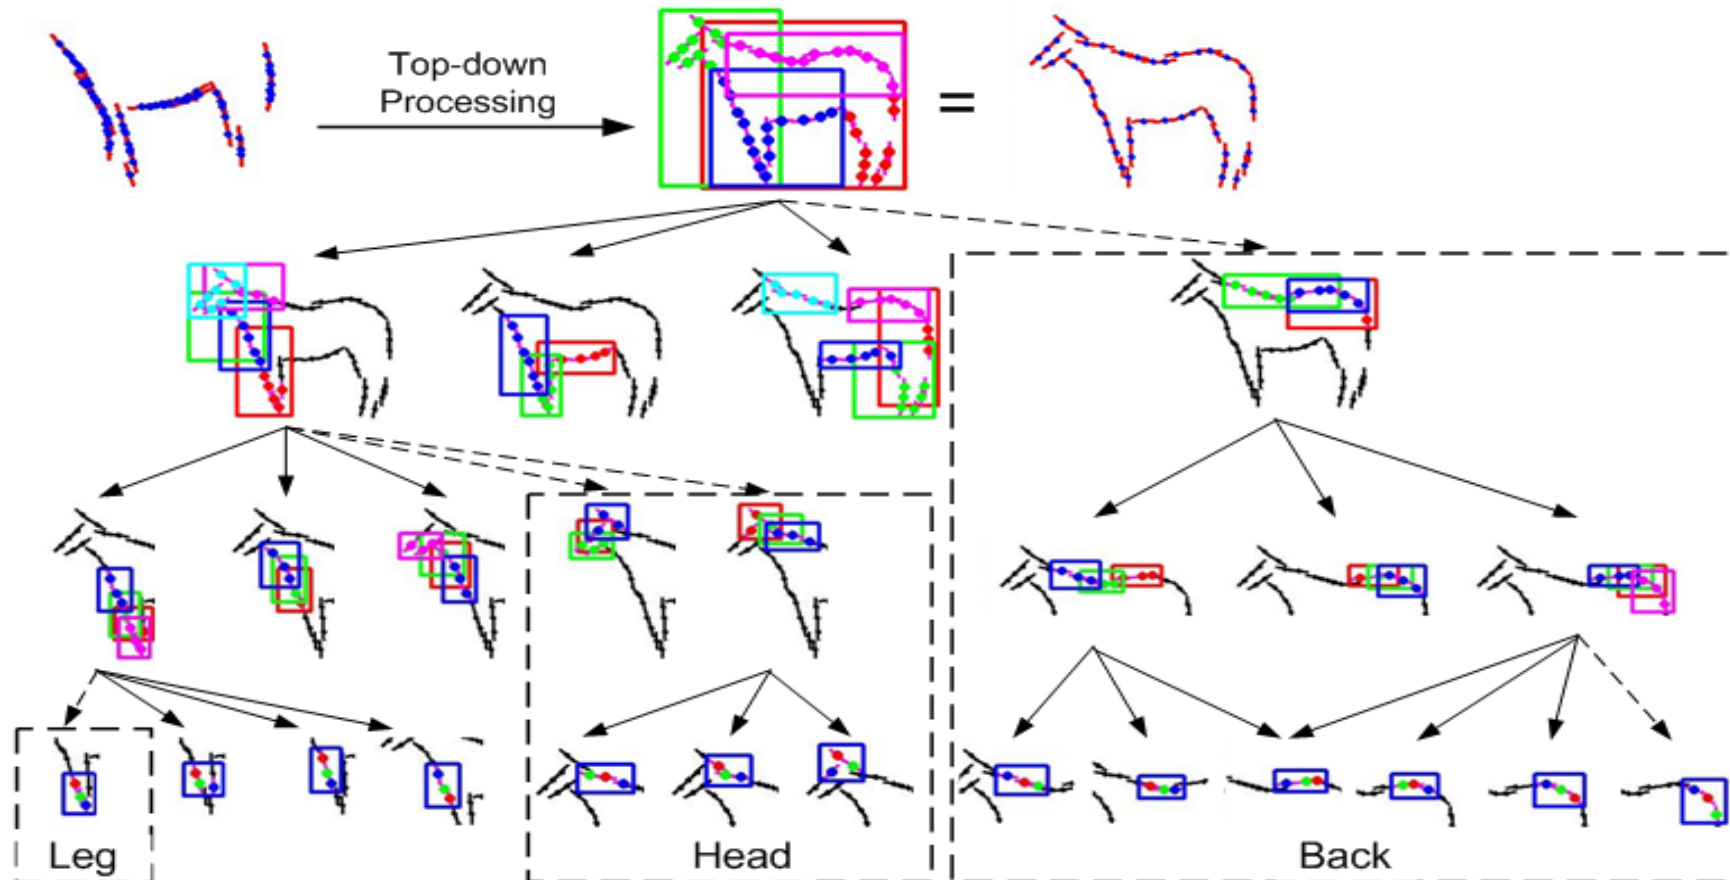 Top-down
Processing
=
Leg
Head
Back